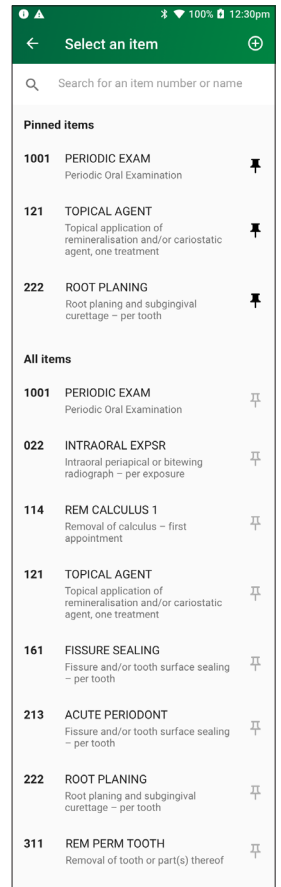 100% 12:30pm
Select an item
Search for an item number or name
Pinned items
1001 PERIODIC EXAM
Periodic Oral Examination
121 TOPICAL AGENT
Topical application of
remineralisation and/or cariostatic
agent, one treatment
222 ROOT PLANING
Root planing and subgingival
curettage – per tooth
All items
1001 PERIODIC EXAM
Periodic Oral Examination
022 INTRAORAL EXPSR
Intraoral periapical or bitewing
radiograph – per exposure
114 REM CALCULUS 1
Removal of calculus – first
appointment
121 TOPICAL AGENT
Topical application of
remineralisation and/or cariostatic
agent, one treatment
161 FISSURE SEALING
Fissure and/or tooth surface sealing
– per tooth
213 ACUTE PERIODONT
Fissure and/or tooth surface sealing
– per tooth
222 ROOT PLANING
Root planing and subgingival
curettage – per tooth
311 REM PERM TOOTH
Removal of tooth or part(s) thereof